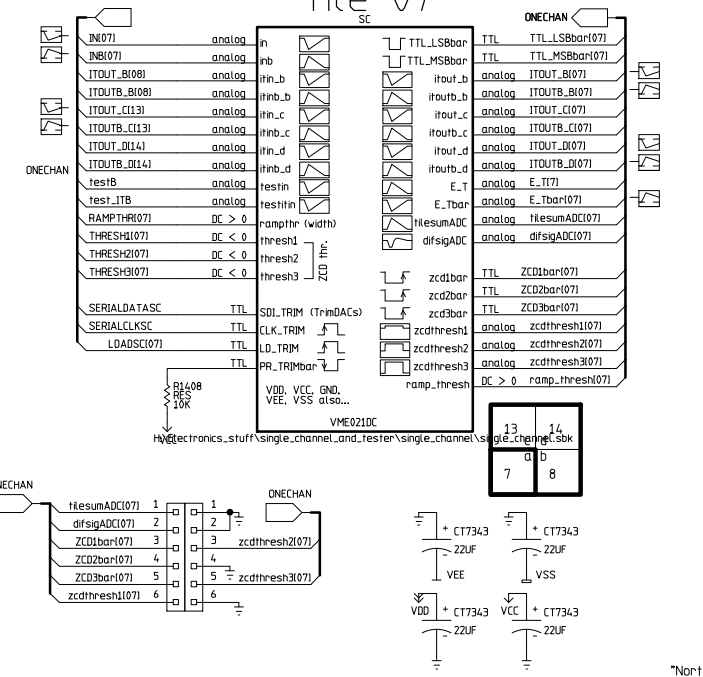 SC
ONECHAN
IN[07] analog in TTL_LSBbar TTL TTL_LSBbar[07]
INB[07] analog inb TTL_MSBbar TTL TTL_MSBbar[07]
ITOUT_B[08] analog itin_b itout_b analog ITOUT_B[07]
ITOUTB_B[08] analog itinb_b itoutb_b analog ITOUTB_B[07]
ITOUT_C[13] analog itin_c itout_c analog ITOUT_C[07]
ITOUTB_C[13] analog itinb_c itoutb_c analog ITOUTB_C[07]
ITOUT_D[14] analog itin_d itout_d analog ITOUT_D[07]
ITOUTB_D[14] analog itinb_d itoutb_d analog ITOUTB_D[07]
ONECHAN
testB analog testin E_T analog E_T[7]
test_ITB analog testitin E_Tbar analog E_Tbar[07]
RAMPTHR[07] DC > 0 rampthr (width) tilesumADC analog tilesumADC[07]
THRESH1[07] DC < 0 thresh1 difsigADC analog difsigADC[07]
THRESH2[07] DC < 0 thresh2
THRESH3[07] DC < 0 thresh3
ZCD thr.
zcd1bar TTL ZCD1bar[07]
zcd2bar TTL ZCD2bar[07]
SERIALDATASC TTL SDI_TRIM (TrimDACs) zcd3bar TTL ZCD3bar[07]
SERIALCLKSC TTL CLK_TRIM zcdthresh1 analog zcdthresh1[07]
LOADSC[07] TTL LD_TRIM zcdthresh2 analog zcdthresh2[07]
TTL PR_TRIMbar zcdthresh3 analog zcdthresh3[07]
ramp_thresh DC > 0 ramp_thresh[07]
R1408
RES
10K
VDD, VCC, GND,
VEE, VSS also...
VME021DC
VCC
\single_channel_and_tester\single_channel\single_channel.sbk
13 14
c d
a b
7 8
ONECHAN
tilesumADC[07] 1 1
difsigADC[07] 2 2
ZCD1bar[07] 3 3 zcdthresh2[07]
ZCD2bar[07] 4 4
ZCD3bar[07] 5 5 zcdthresh3[07]
zcdthresh1[07] 6 6
+ CT7343 + CT7343
22UF 22UF
VEE VSS
VDD + CT7343 VCC + CT7343
22UF 22UF
"Nort